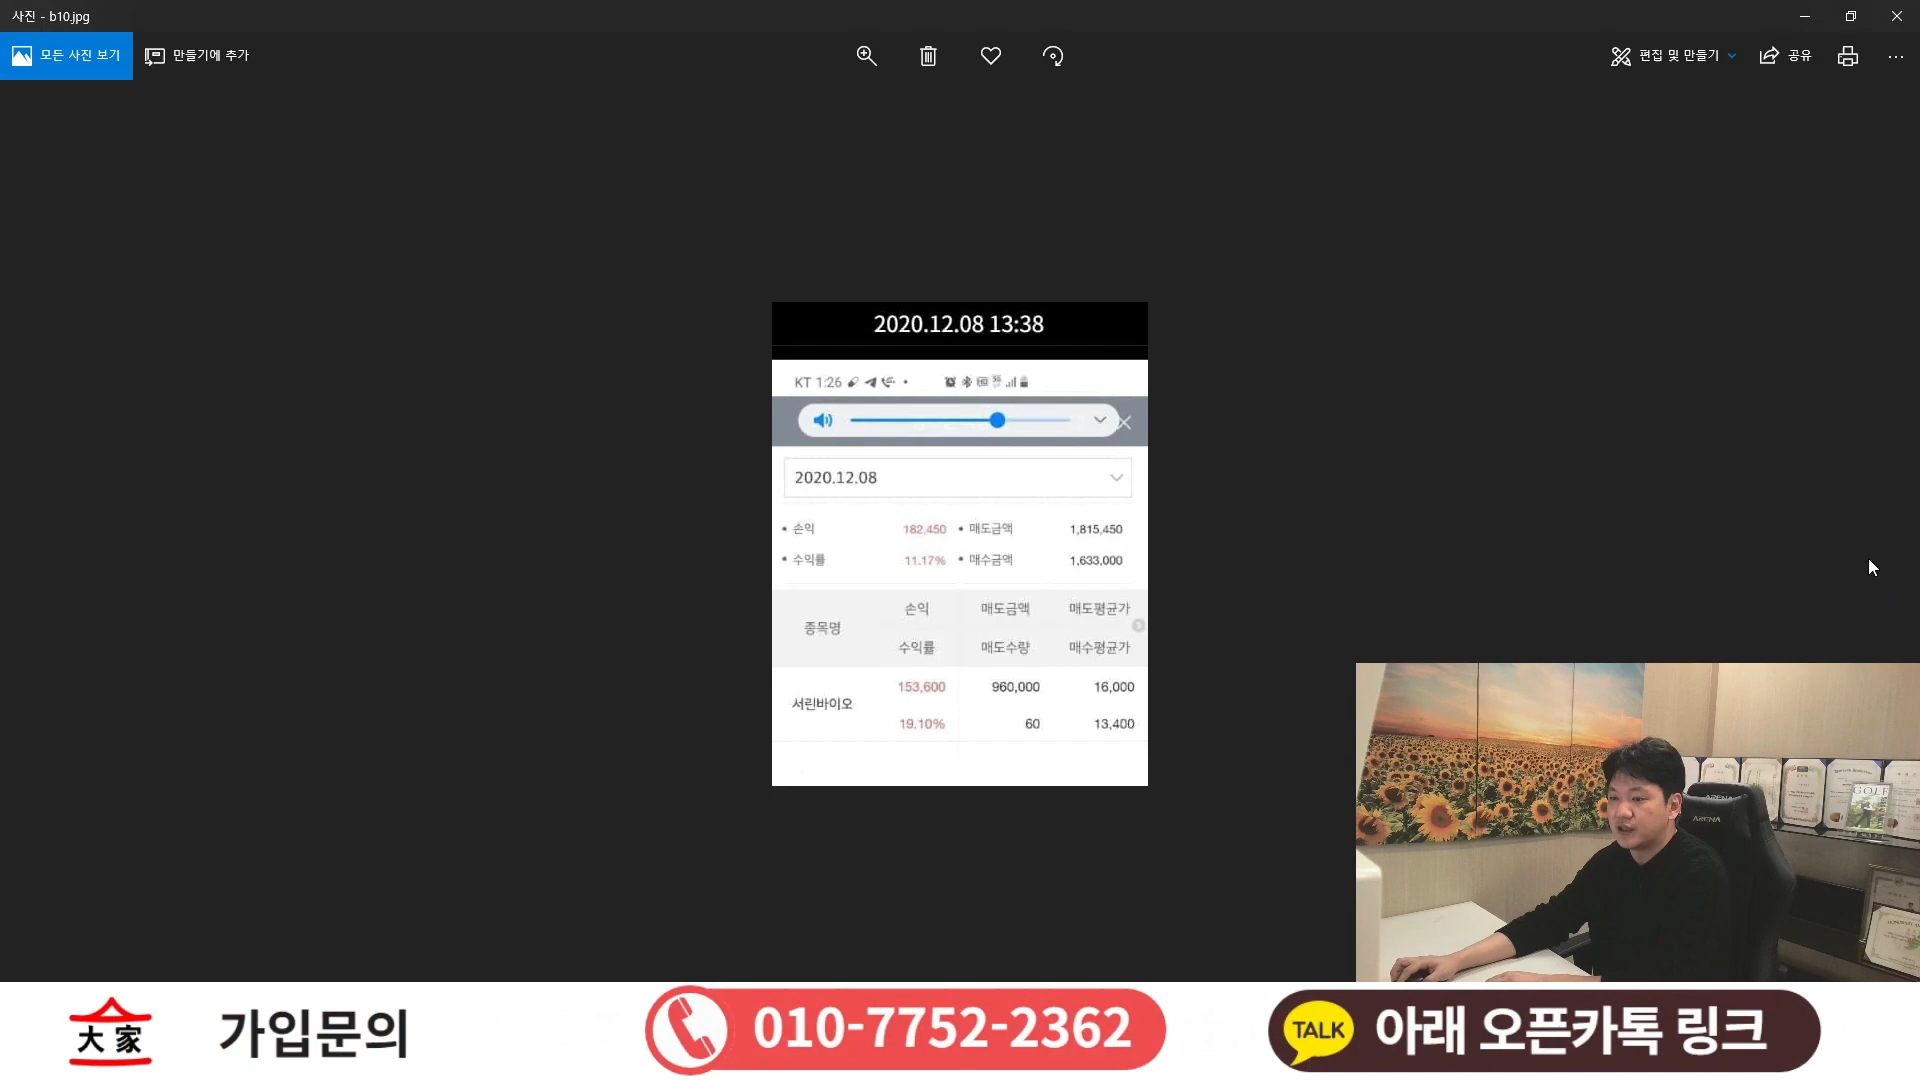 사진 - b10.jpg
모든 사진 보기
만들기에 추가
편집 및 만들기
공유
2020.12.08 13:38
KT 1:26
2020.12.08
• 손익 182,450 • 매도금액 1,815,450
• 수익률 11.17% • 매수금액 1,633,000
종목명
손익 매도금액 매도평균가
수익률 매도수량 매수평균가
서린바이오
153,600 960,000 16,000
19.10% 60 13,400
GOLF
ARENA
ARENA
大家
가입문의
010-7752-2362
TALK
아래 오픈카톡 링크